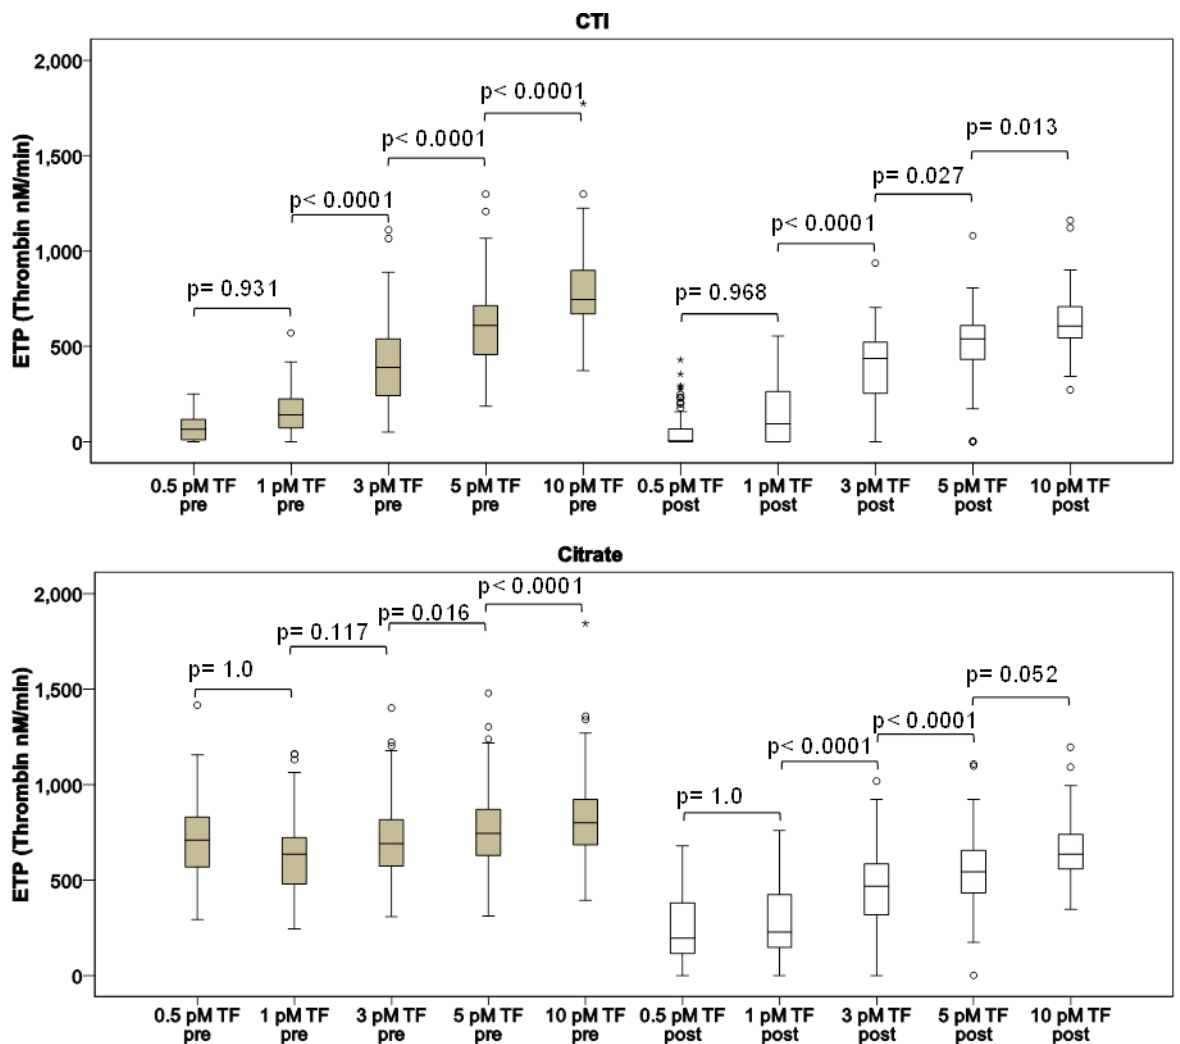 CTI
ETP (Thrombin nM/min)
2,000
1,500
1,000
500
0
p= 0.931
p< 0.0001
p< 0.0001
p< 0.0001
p= 0.968
p< 0.0001
p= 0.027
p= 0.013
0.5 pM TF pre
1 pM TF pre
3 pM TF pre
5 pM TF pre
10 pM TF pre
0.5 pM TF post
1 pM TF post
3 pM TF post
5 pM TF post
10 pM TF post
Citrate
ETP (Thrombin nM/min)
2,000
1,500
1,000
500
0
p= 1.0
p= 0.117
p= 0.016
p< 0.0001
p= 1.0
p< 0.0001
p< 0.0001
p= 0.052
0.5 pM TF pre
1 pM TF pre
3 pM TF pre
5 pM TF pre
10 pM TF pre
0.5 pM TF post
1 pM TF post
3 pM TF post
5 pM TF post
10 pM TF post